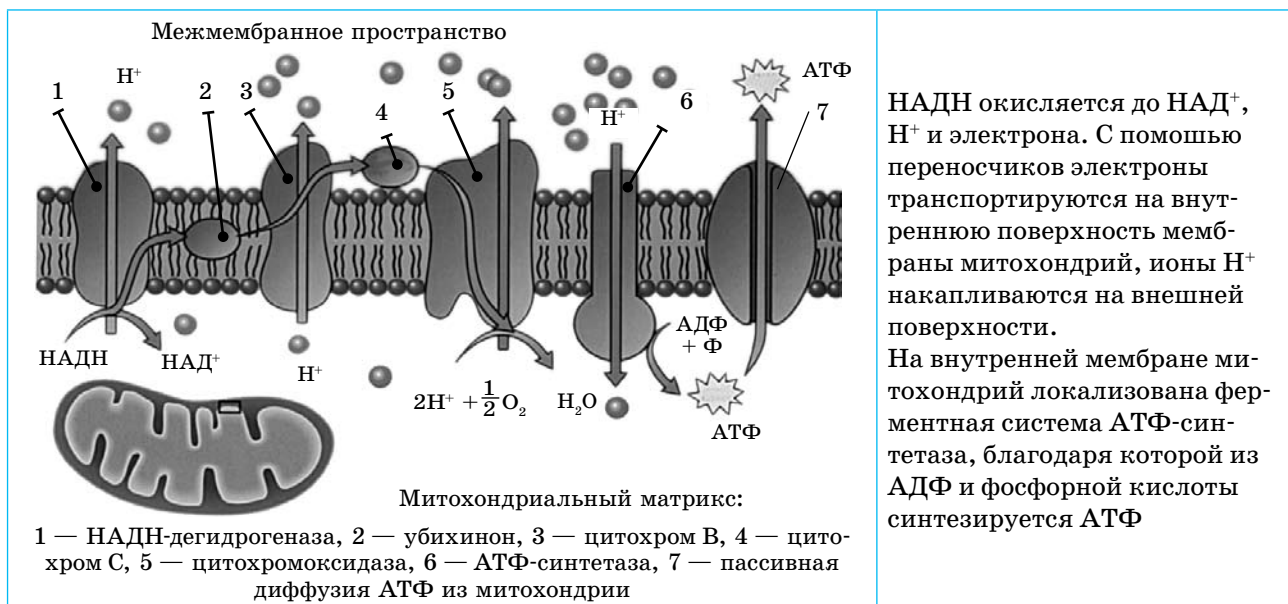 Межмембранное пространство
H⁺
1
2
3
4
5
6
7
H⁺
АТФ
НАДН
НАД⁺
H⁺
2H⁺ + 1/2 O₂
H₂O
АДФ
+ Ф
АТФ
Митохондриальный матрикс:
1 — НАДН-дегидрогеназа, 2 — убихинон, 3 — цитохром В, 4 — цито-
хром С, 5 — цитохромоксидаза, 6 — АТФ-синтетаза, 7 — пассивная
диффузия АТФ из митохондрии
НАДН окисляется до НАД⁺,
H⁺ и электрона. С помошью
переносчиков электроны
транспортируются на внут-
реннюю поверхность мемб-
раны митохондрий, ионы H⁺
накапливаются на внешней
поверхности.
На внутренней мембране ми-
тохондрий локализована фер-
ментная система АТФ-син-
тетаза, благодаря которой из
АДФ и фосфорной кислоты
синтезируется АТФ